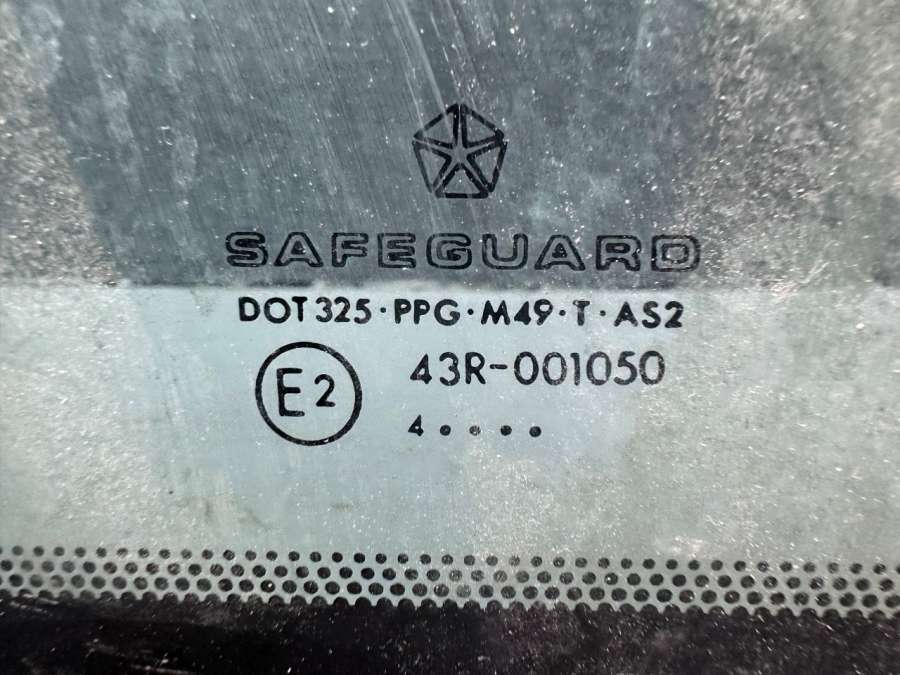 SAFEGUARD
DOT 325·PPG·M49·T·AS2
E2 43R-001050
4 • • • •